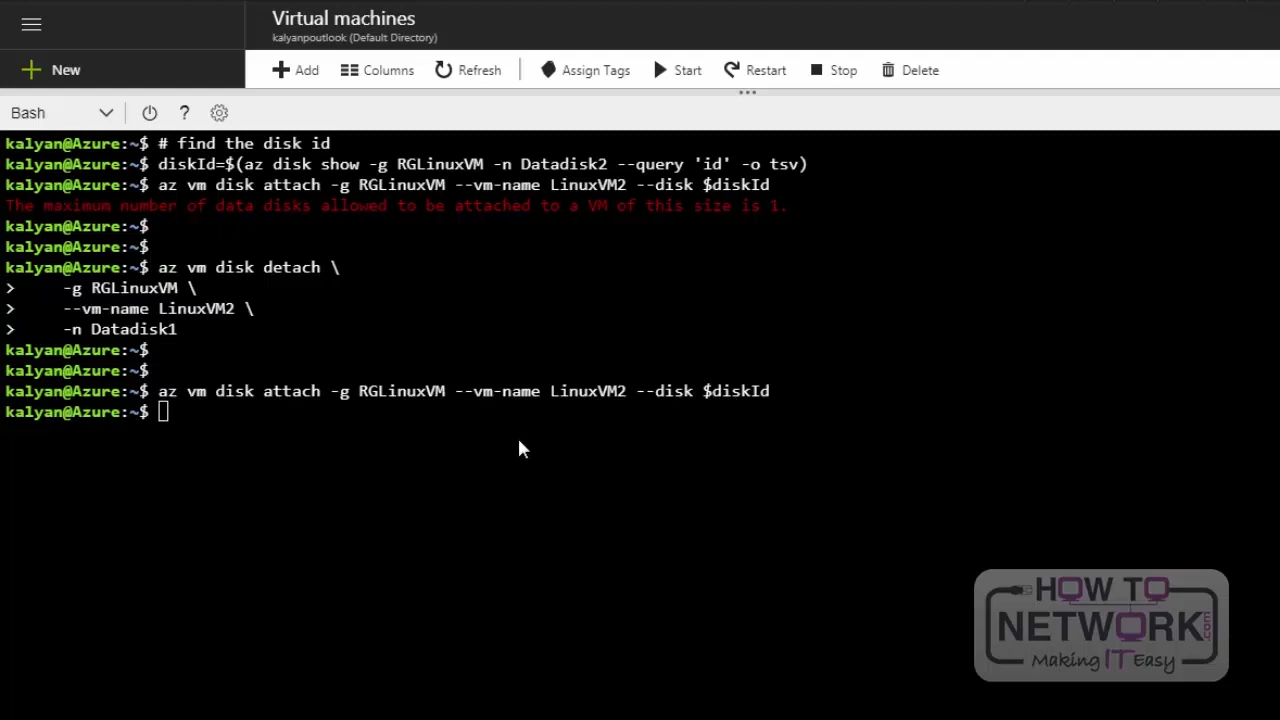 Virtual machines
kalyanpoutlook (Default Directory)
New
Add Columns Refresh Assign Tags Start Restart Stop Delete
Bash ?
kalyan@Azure:~$ # find the disk id
kalyan@Azure:~$ diskId=$(az disk show -g RGLinuxVM -n Datadisk2 --query 'id' -o tsv)
kalyan@Azure:~$ az vm disk attach -g RGLinuxVM --vm-name LinuxVM2 --disk $diskId
The maximum number of data disks allowed to be attached to a VM of this size is 1.
kalyan@Azure:~$
kalyan@Azure:~$
kalyan@Azure:~$ az vm disk detach \
>     -g RGLinuxVM \
>     --vm-name LinuxVM2 \
>     -n Datadisk1
kalyan@Azure:~$
kalyan@Azure:~$
kalyan@Azure:~$ az vm disk attach -g RGLinuxVM --vm-name LinuxVM2 --disk $diskId
kalyan@Azure:~$
HOW TO
NETWORK.com
Making IT Easy